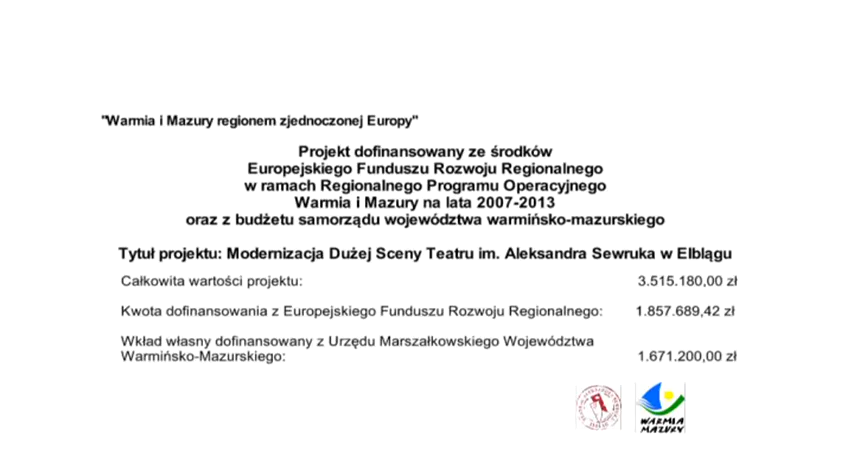 "Warmia i Mazury regionem zjednoczonej Europy"
Projekt dofinansowany ze środków
Europejskiego Funduszu Rozwoju Regionalnego
w ramach Regionalnego Programu Operacyjnego
Warmia i Mazury na lata 2007-2013
oraz z budżetu samorządu województwa warmińsko-mazurskiego
Tytuł projektu: Modernizacja Dużej Sceny Teatru im. Aleksandra Sewruka w Elblągu
Całkowita wartości projektu: 3.515.180,00 zł
Kwota dofinansowania z Europejskiego Funduszu Rozwoju Regionalnego: 1.857.689,42 zł
Wkład własny dofinansowany z Urzędu Marszałkowskiego Województwa
Warmińsko-Mazurskiego: 1.671.200,00 zł
WARMIA
MAZURY